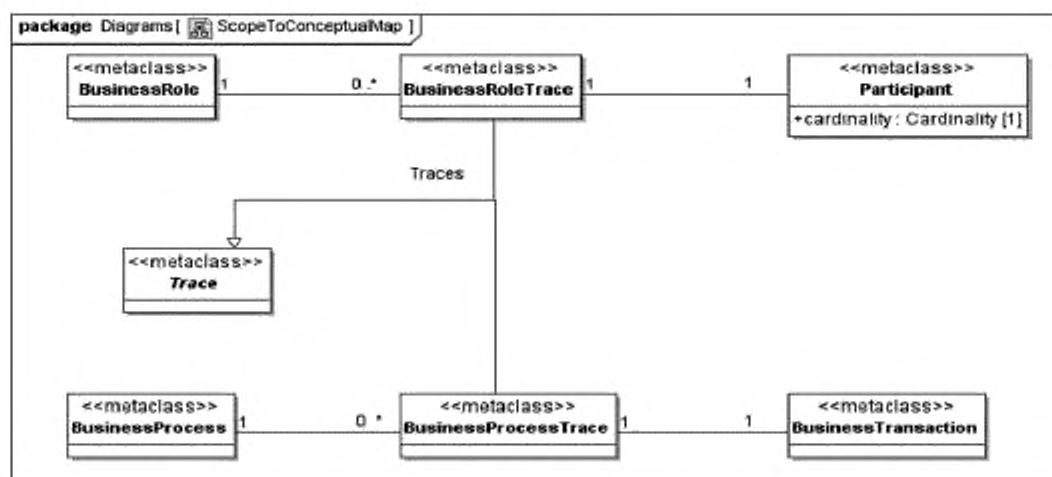 package Diagrams[ ScopeToConceptualMap ]
<<metaclass>>
BusinessRole
1
0..*
<<metaclass>>
BusinessRoleTrace
1
1
<<metaclass>>
Participant
+cardinality : Cardinality [1]
Traces
<<metaclass>>
Trace
<<metaclass>>
BusinessProcess
1
0..*
<<metaclass>>
BusinessProcessTrace
1
1
<<metaclass>>
BusinessTransaction